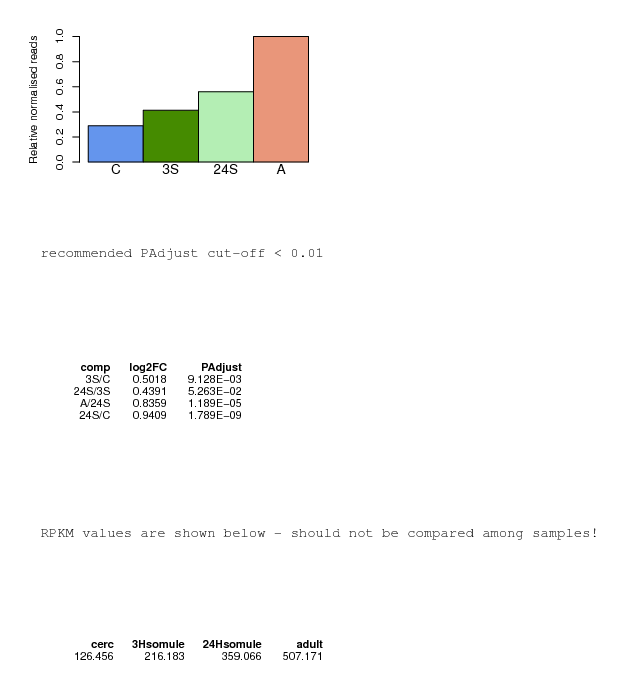 Relative normalised reads
1.0
0.8
0.6
0.4
0.2
0.0
C 3S 24S A
recommended PAdjust cut-off < 0.01
comp log2FC PAdjust
3S/C 0.5018 9.128E-03
24S/3S 0.4391 5.263E-02
A/24S 0.8359 1.189E-05
24S/C 0.9409 1.789E-09
RPKM values are shown below - should not be compared among samples!
cerc 3Hsomule 24Hsomule adult
126.456 216.183 359.066 507.171